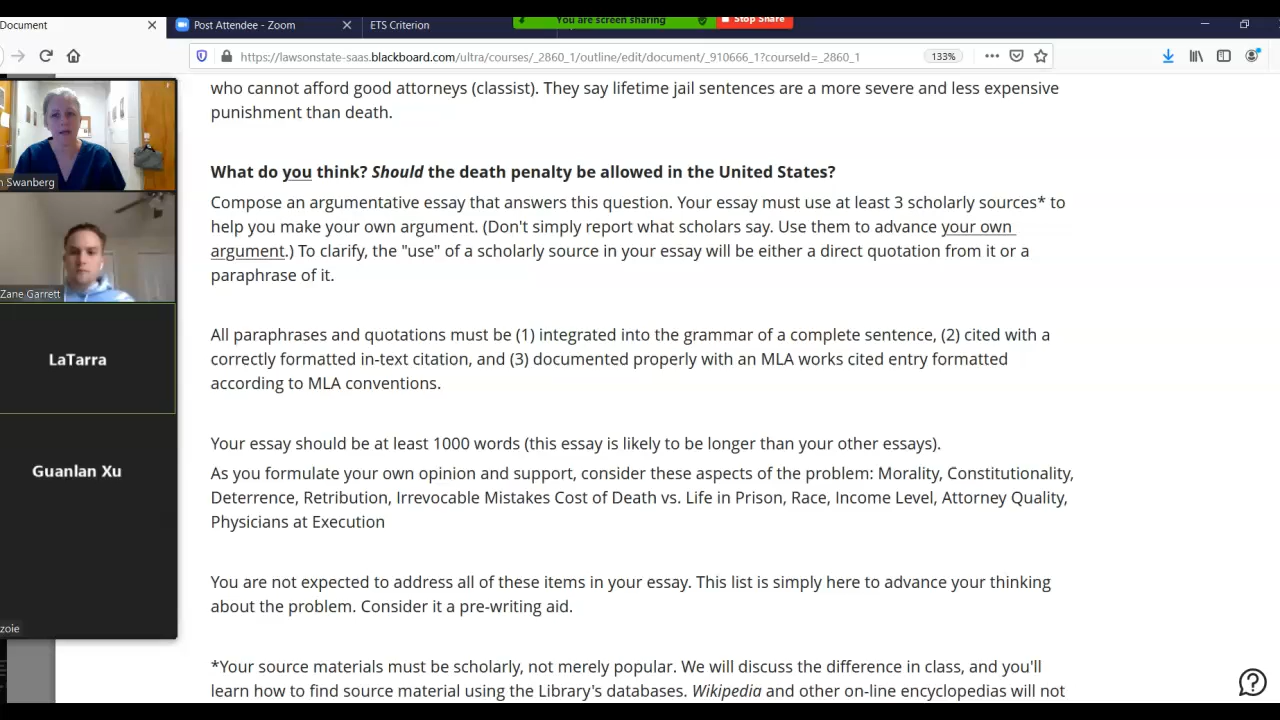 Document
Post Attendee - Zoom
ETS Criterion
You are screen sharing
Stop Share
https://lawsonstate-saas.blackboard.com/ultra/courses/_2860_1/outline/edit/document/_910666_1?courseId=_2860_1
133%
who cannot afford good attorneys (classist). They say lifetime jail sentences are a more severe and less expensive
punishment than death.
What do you think? Should the death penalty be allowed in the United States?
Compose an argumentative essay that answers this question. Your essay must use at least 3 scholarly sources* to
help you make your own argument. (Don't simply report what scholars say. Use them to advance your own
argument.) To clarify, the "use" of a scholarly source in your essay will be either a direct quotation from it or a
paraphrase of it.
All paraphrases and quotations must be (1) integrated into the grammar of a complete sentence, (2) cited with a
correctly formatted in-text citation, and (3) documented properly with an MLA works cited entry formatted
according to MLA conventions.
Your essay should be at least 1000 words (this essay is likely to be longer than your other essays).
As you formulate your own opinion and support, consider these aspects of the problem: Morality, Constitutionality,
Deterrence, Retribution, Irrevocable Mistakes Cost of Death vs. Life in Prison, Race, Income Level, Attorney Quality,
Physicians at Execution
You are not expected to address all of these items in your essay. This list is simply here to advance your thinking
about the problem. Consider it a pre-writing aid.
*Your source materials must be scholarly, not merely popular. We will discuss the difference in class, and you'll
learn how to find source material using the Library's databases. Wikipedia and other on-line encyclopedias will not
n Swanberg
Zane Garrett
LaTarra
Guanlan Xu
zoie